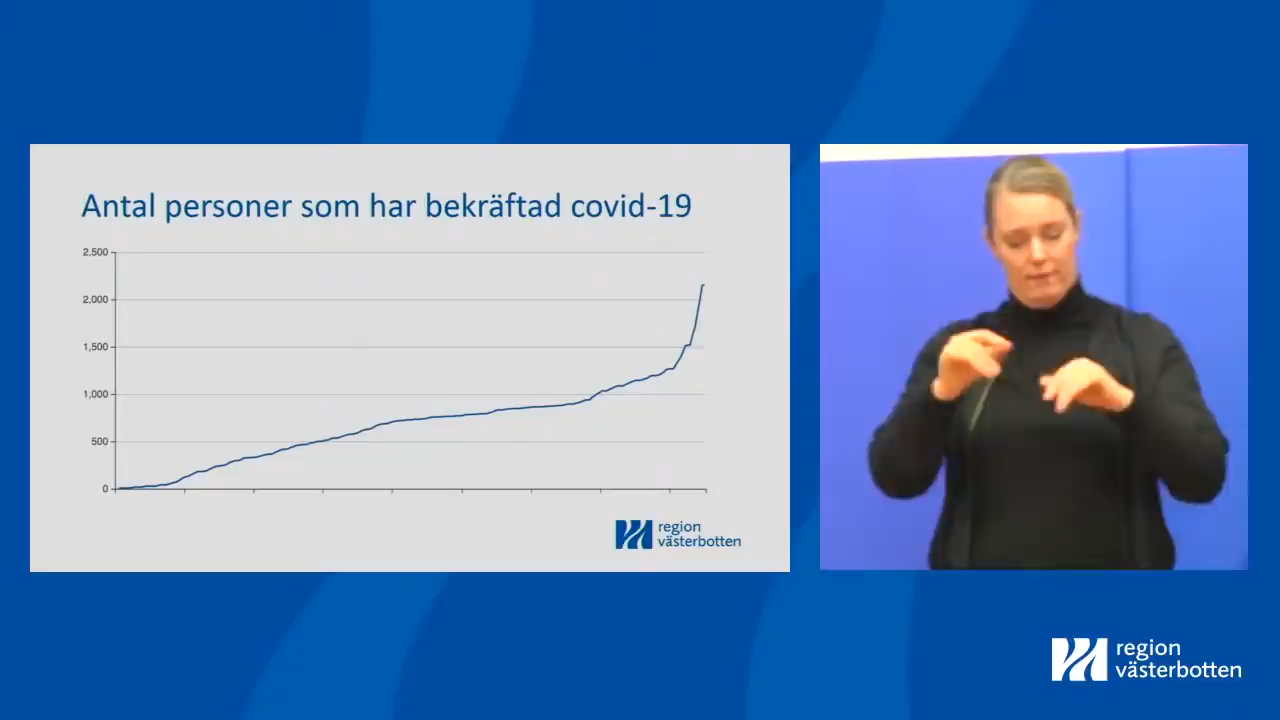 Antal personer som har bekräftad covid-19
2,500
2,000
1,500
1,000
500
0
region
västerbotten
region
västerbotten